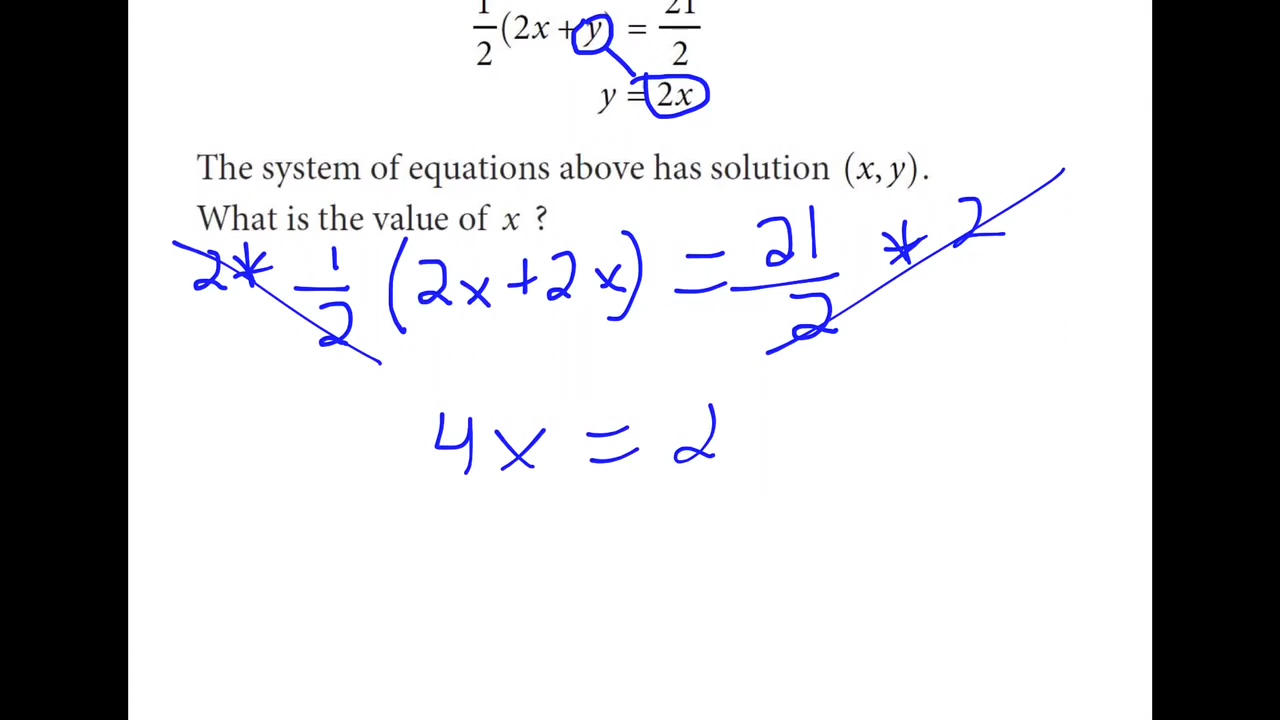 1/2 (2x + y) = 21/2
y = 2x
The system of equations above has solution (x, y).
What is the value of x ?
2* 1/2 (2x+2x) = 21/2 * 2
4x = 2